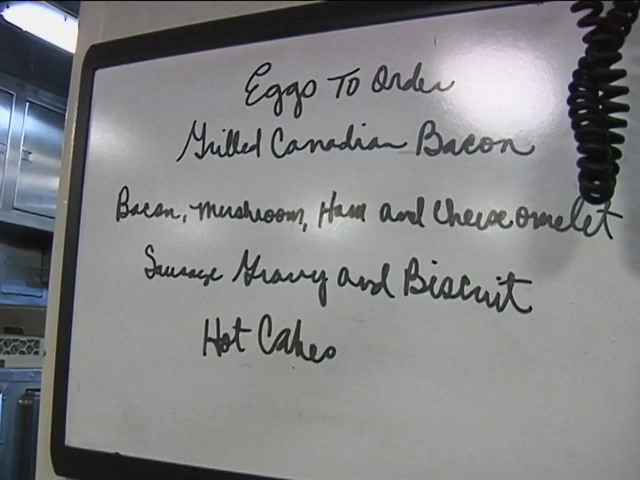 Eggs To Order
Grilled Canadian Bacon
Bacon, Mushroom, Ham and Cheese omelet
Sausage Gravy and Biscuit
Hot Cakes